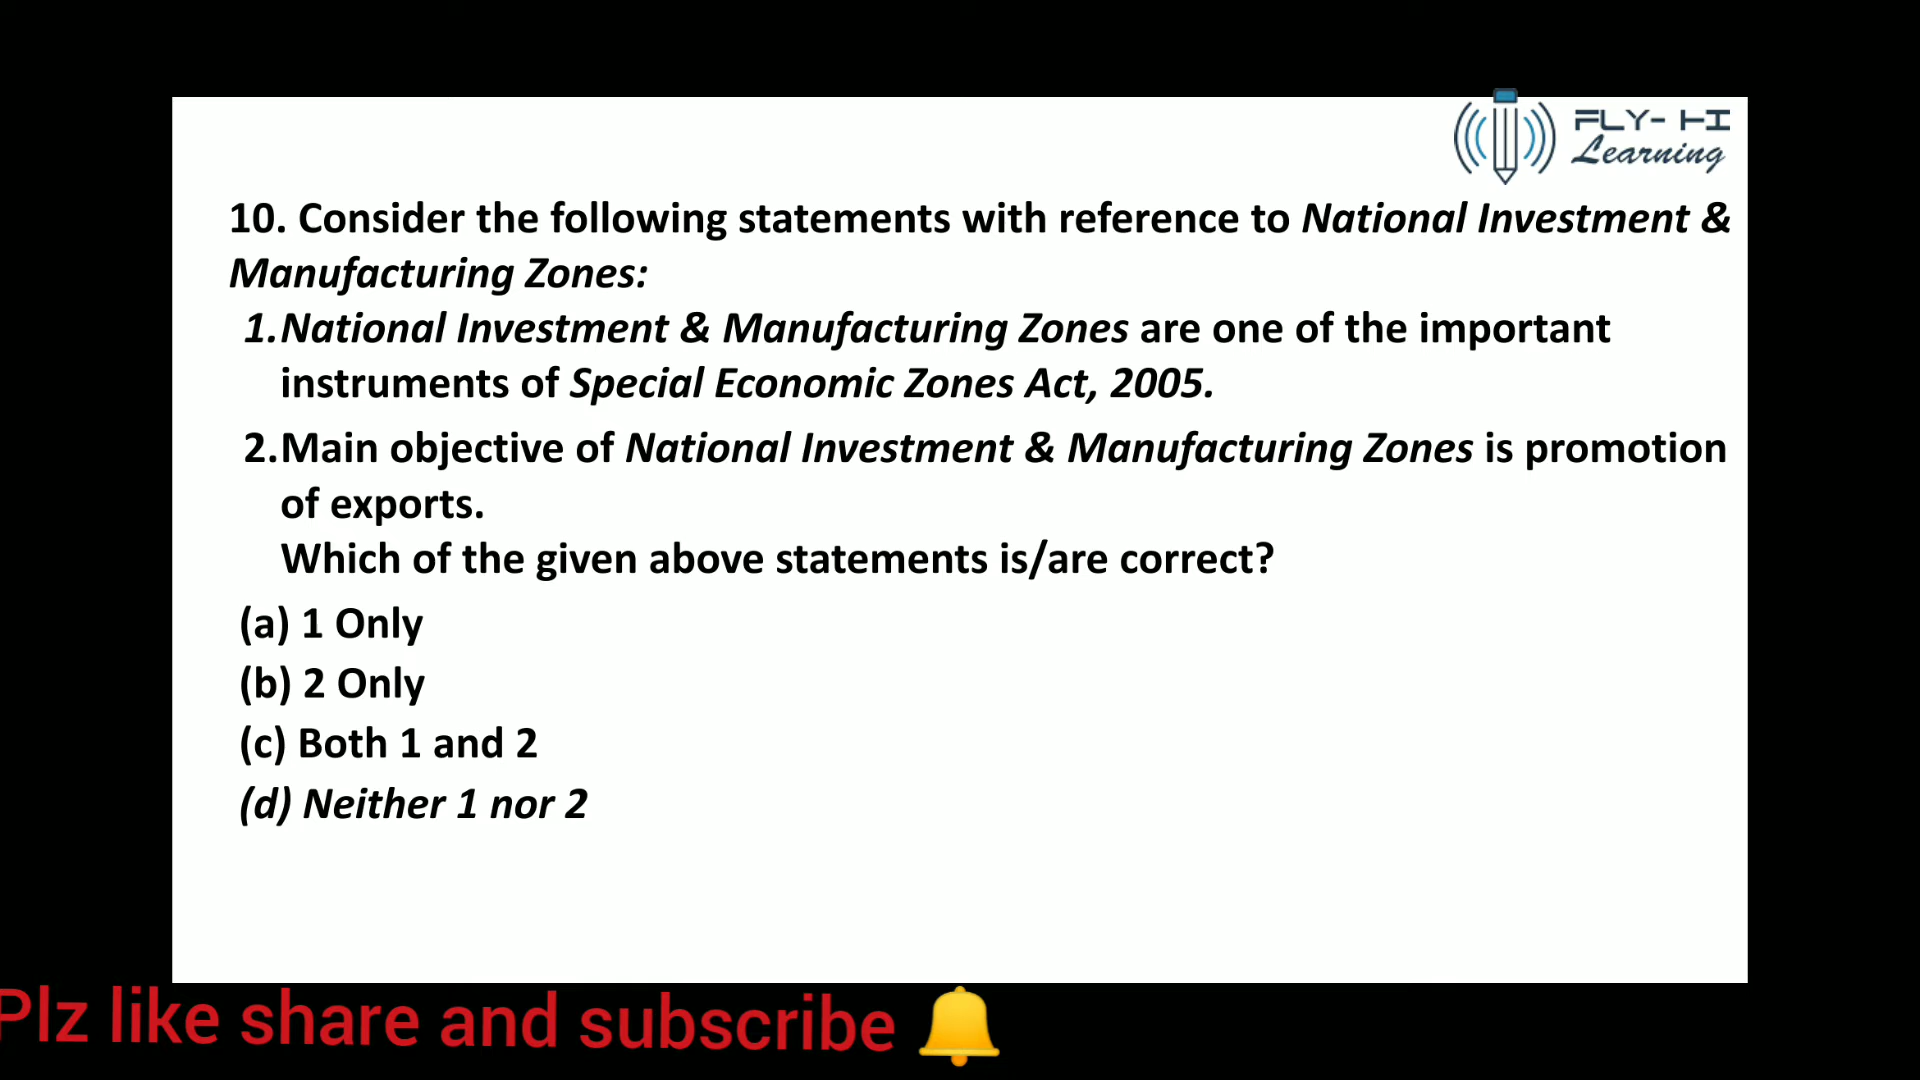 FLY-HI
Learning
10. Consider the following statements with reference to National Investment &
Manufacturing Zones:
1.National Investment & Manufacturing Zones are one of the important
instruments of Special Economic Zones Act, 2005.
2.Main objective of National Investment & Manufacturing Zones is promotion
of exports.
Which of the given above statements is/are correct?
(a) 1 Only
(b) 2 Only
(c) Both 1 and 2
(d) Neither 1 nor 2
Plz like share and subscribe